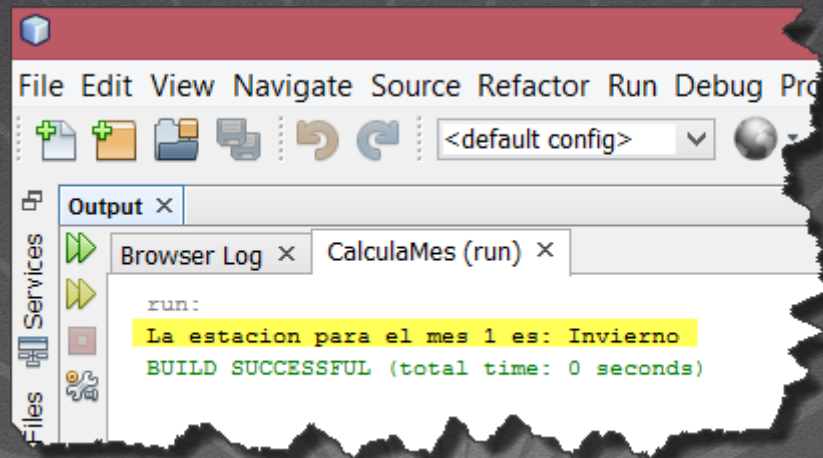 File Edit View Navigate Source Refactor Run Debug
<default config>
Output
Services
Browser Log
CalculaMes (run)
run:
La estacion para el mes 1 es: Invierno
BUILD SUCCESSFUL (total time: 0 seconds)
Files